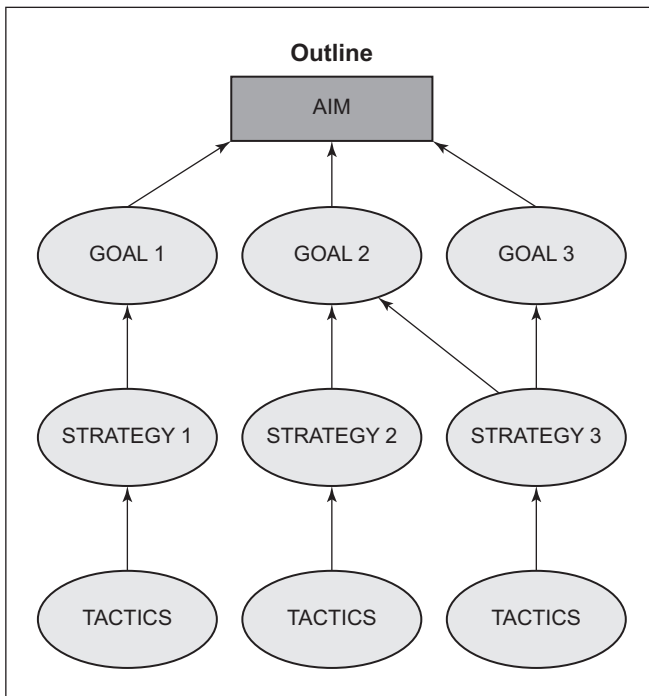 Outline
AIM
GOAL 1
GOAL 2
GOAL 3
STRATEGY 1
STRATEGY 2
STRATEGY 3
TACTICS
TACTICS
TACTICS